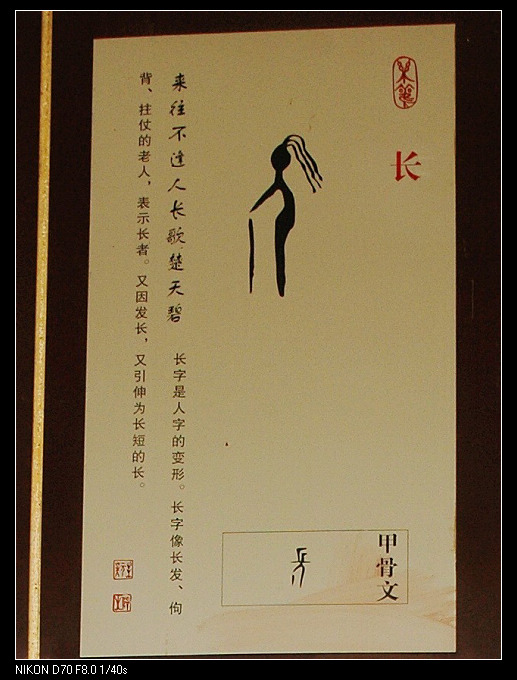 长
甲骨文
来往不逢人长歌楚天碧 长字是人字的变形。长字像长发、佝
背、拄仗的老人，表示长者。又因发长，又引伸为长短的长。
NIKON D70 F8.0 1/40s